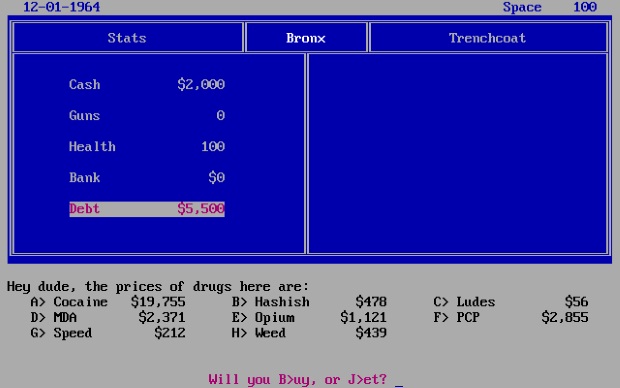 12-01-1964 Space 100
Stats Bronx Trenchcoat
Cash $2,000
Guns 0
Health 100
Bank $0
Debt $5,500
Hey dude, the prices of drugs here are:
A> Cocaine $19,755 B> Hashish $478 C> Ludes $56
D> MDA $2,371 E> Opium $1,121 F> PCP $2,855
G> Speed $212 H> Weed $439
Will you B>uy, or J>et? _